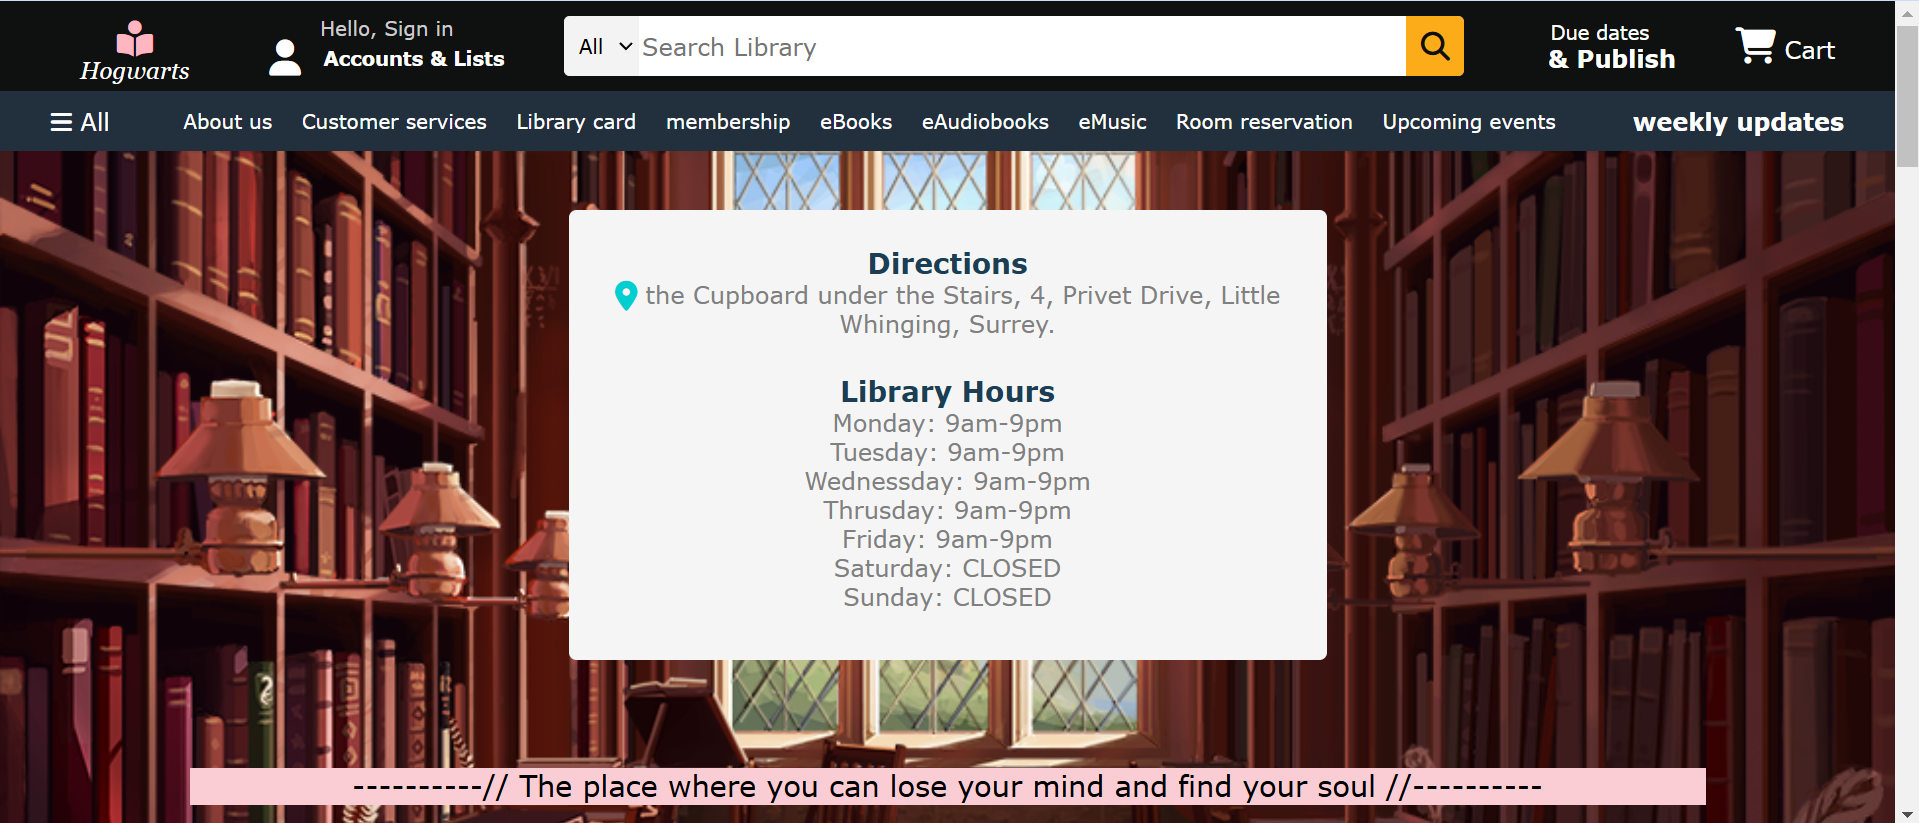 Hogwarts
Hello, Sign in
Accounts & Lists
All
Search Library
Due dates
& Publish
Cart
All
About us
Customer services
Library card
membership
eBooks
eAudiobooks
eMusic
Room reservation
Upcoming events
weekly updates
Directions
the Cupboard under the Stairs, 4, Privet Drive, Little
Whinging, Surrey.
Library Hours
Monday: 9am-9pm
Tuesday: 9am-9pm
Wednessday: 9am-9pm
Thrusday: 9am-9pm
Friday: 9am-9pm
Saturday: CLOSED
Sunday: CLOSED
----------// The place where you can lose your mind and find your soul //----------